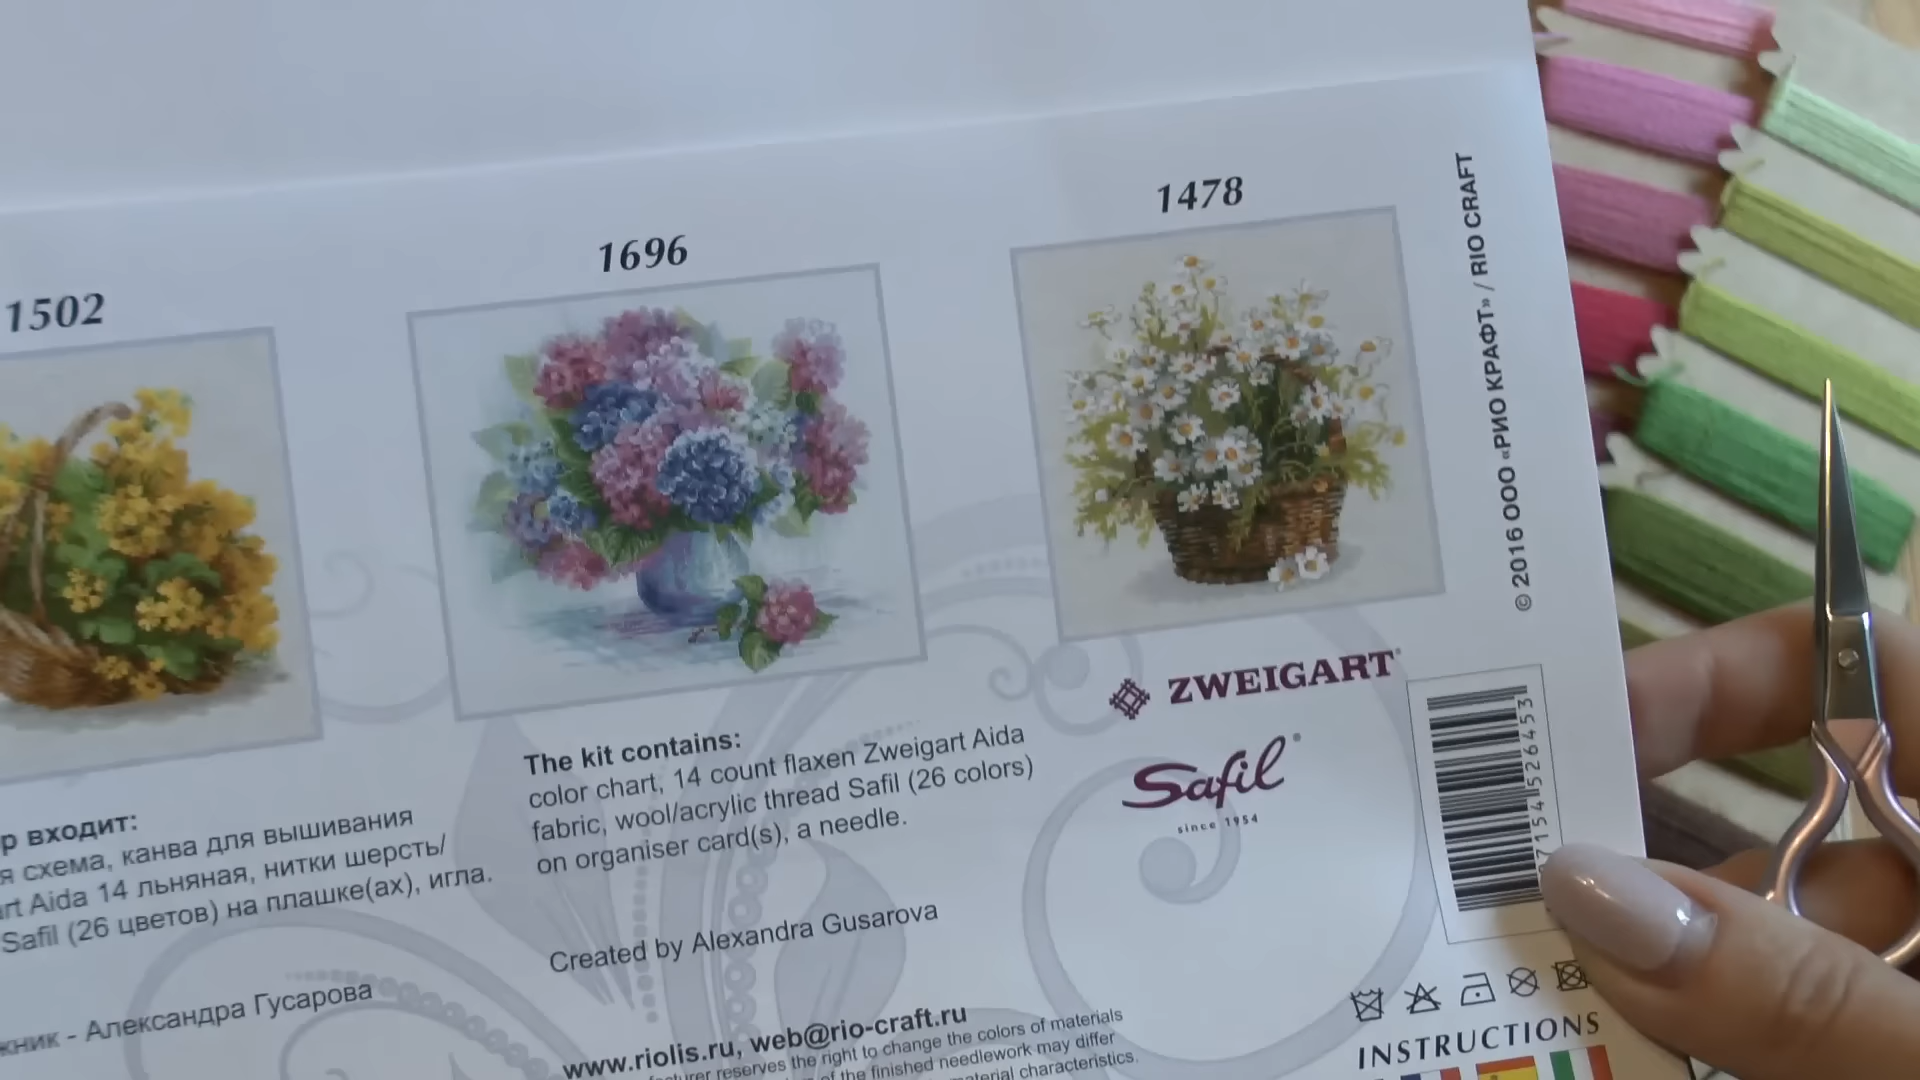 1502
1696
1478
© 2016 ООО «РИО КРАФТ» / RIO CRAFT
ZWEIGART®
Safil®
since 1954
входит:
схема, канва для вышивания
Aida 14 льняная, нитки шерсть/
Safil (26 цветов) на плашке(ах), игла.
- Александра Гусарова
The kit contains:
color chart, 14 count flaxen Zweigart Aida
fabric, wool/acrylic thread Safil (26 colors)
on organiser card(s), a needle.
Created by Alexandra Gusarova
www.riolis.ru, web@rio-craft.ru
reserves the right to change the colors of materials
of the finished needlework may differ
material characteristics.
INSTRUCTIONS